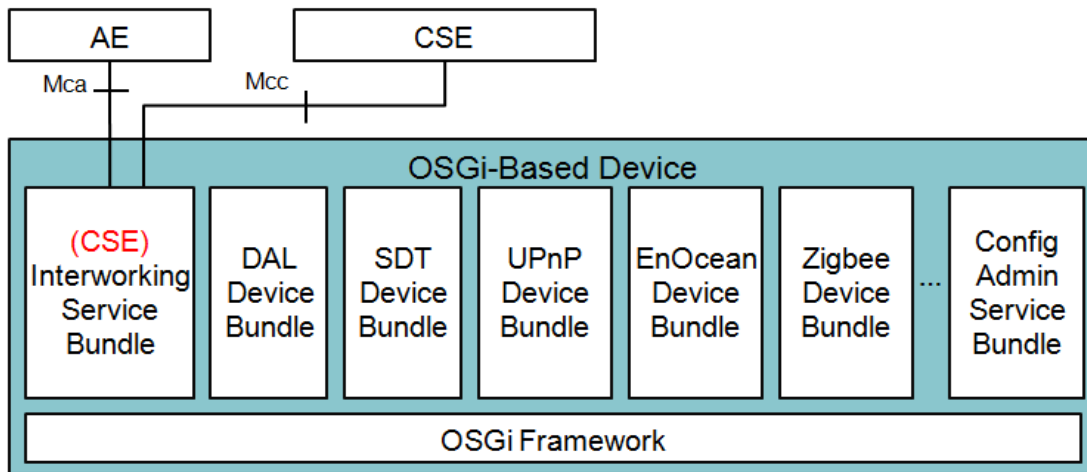 AE
CSE
Mca
Mcc
OSGi-Based Device
(CSE)
Interworking
Service
Bundle
DAL
Device
Bundle
SDT
Device
Bundle
UPnP
Device
Bundle
EnOcean
Device
Bundle
Zigbee
Device
Bundle
...
Config
Admin
Service
Bundle
OSGi Framework